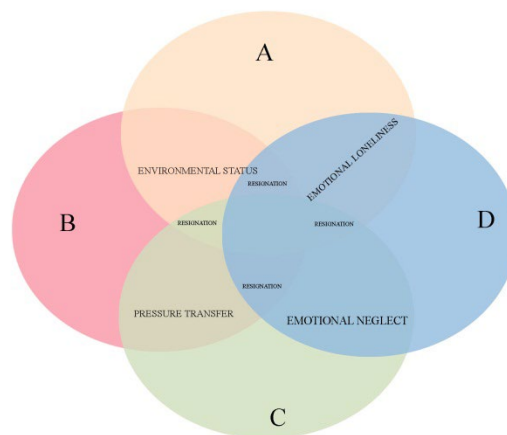 A
EMOTIONAL LONELINESS
ENVIRONMENTAL STATUS
RESIGNATION
B
RESIGNATION
RESIGNATION
D
RESIGNATION
PRESSURE TRANSFER
EMOTIONAL NEGLECT
C